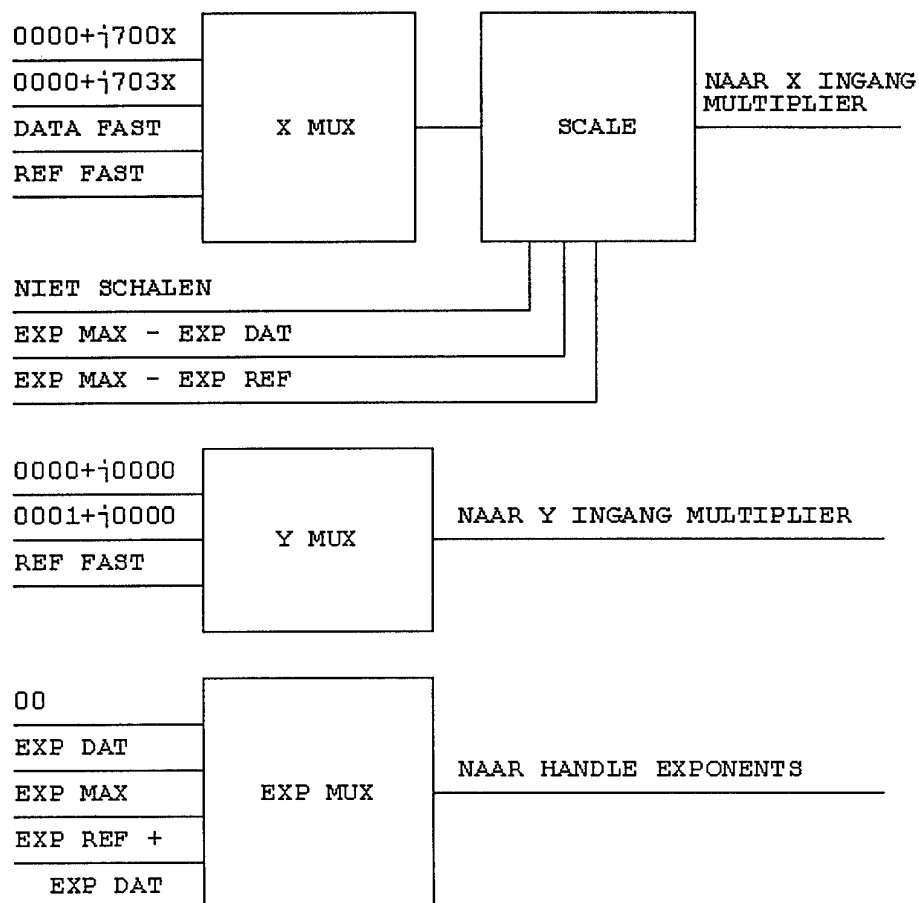 0000+j700X
0000+j703X
DATA FAST
REF FAST
X MUX
SCALE
NAAR X INGANG
MULTIPLIER
NIET SCHALEN
EXP MAX - EXP DAT
EXP MAX - EXP REF
0000+j0000
0001+j0000
REF FAST
Y MUX
NAAR Y INGANG MULTIPLIER
00
EXP DAT
EXP MAX
EXP REF +
EXP DAT
EXP MUX
NAAR HANDLE EXPONENTS